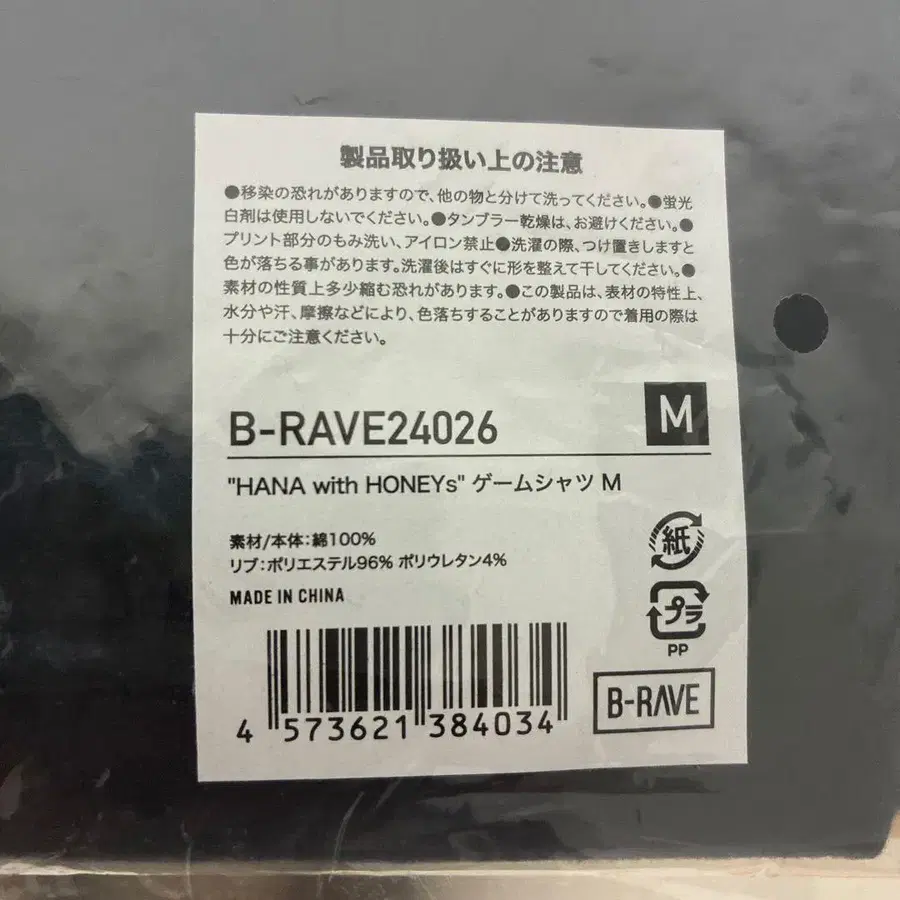 製品取り扱い上の注意
●移染の恐れがありますので、他の物と分けて洗ってください。●蛍光
白剤は使用しないでください。●タンブラー乾燥は、お避けください。●
プリント部分のもみ洗い、アイロン禁止●洗濯の際、つけ置きしますと
色が落ちる事があります。洗濯後はすぐに形を整えて干してください。●
素材の性質上多少縮む恐れがあります。●この製品は、表材の特性上、
水分や汗、摩擦などにより、色落ちすることがありますので着用の際は
十分にご注意ください。
B-RAVE24026
M
"HANA with HONEYs" ゲームシャツ M
素材/本体:綿100%
リブ:ポリエステル96% ポリウレタン4%
MADE IN CHINA
紙
プラ
PP
B-RAVE
4 573621 384034